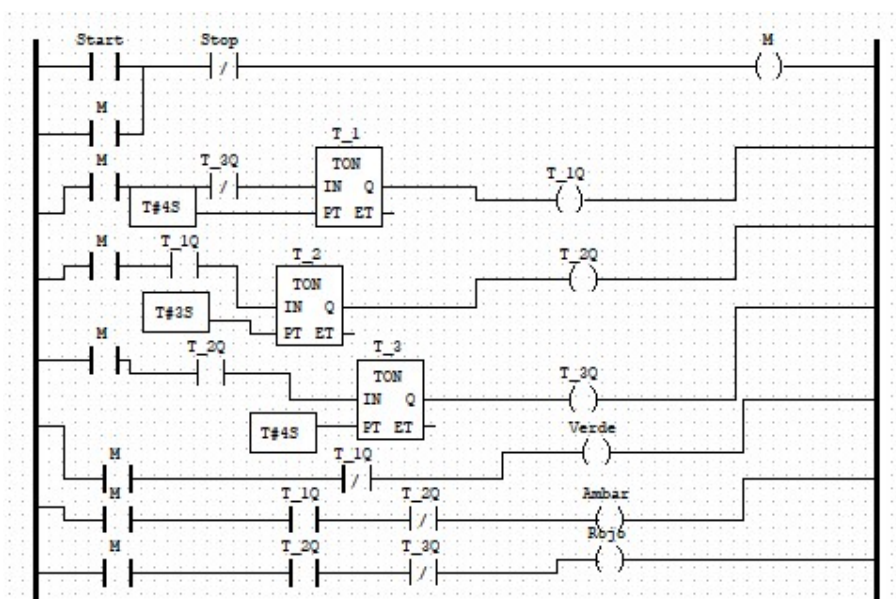 Start Stop M
M
T_1
M T_3Q TON T_1Q
IN Q
T#4S PT ET
M T_1Q T_2 T_2Q
TON
IN Q
T#3S PT ET
M T_2Q T_3
TON T_3Q
IN Q
T#4S PT ET Verde
M T_1Q
M T_1Q T_2Q Ambar
Rojo
M T_2Q T_3Q